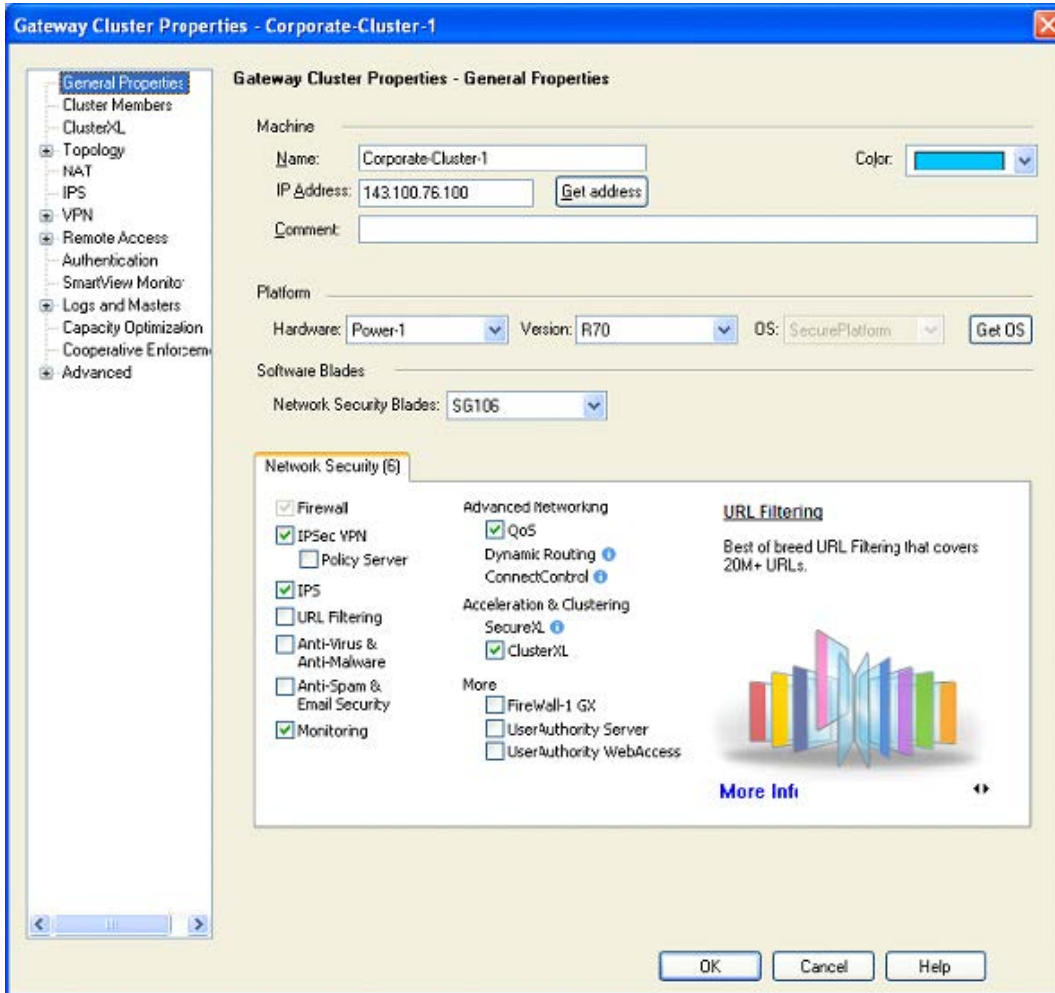 Gateway Cluster Properties - Corporate-Cluster-1
General Properties
Cluster Members
ClusterXL
Topology
NAT
IPS
VPN
Remote Access
Authentication
SmartView Monitor
Logs and Masters
Capacity Optimization
Cooperative Enforcem
Advanced
Gateway Cluster Properties - General Properties
Machine
Name: Corporate-Cluster-1
Color:
IP Address: 143.100.76.100 Get address
Comment:
Platform
Hardware: Power-1 Version: R70 OS: SecurePlatform Get OS
Software Blades
Network Security Blades: SG106
Network Security (6)
Firewall
IPSec VPN
Policy Server
IPS
URL Filtering
Anti-Virus &
Anti-Malware
Anti-Spam &
Email Security
Monitoring
Advanced Networking
QoS
Dynamic Routing
ConnectControl
Acceleration & Clustering
SecureXL
ClusterXL
More
FireWall-1 GX
UserAuthority Server
UserAuthority WebAccess
URL Filtering
Best of breed URL Filtering that covers
20M+ URLs.
More Info
OK Cancel Help